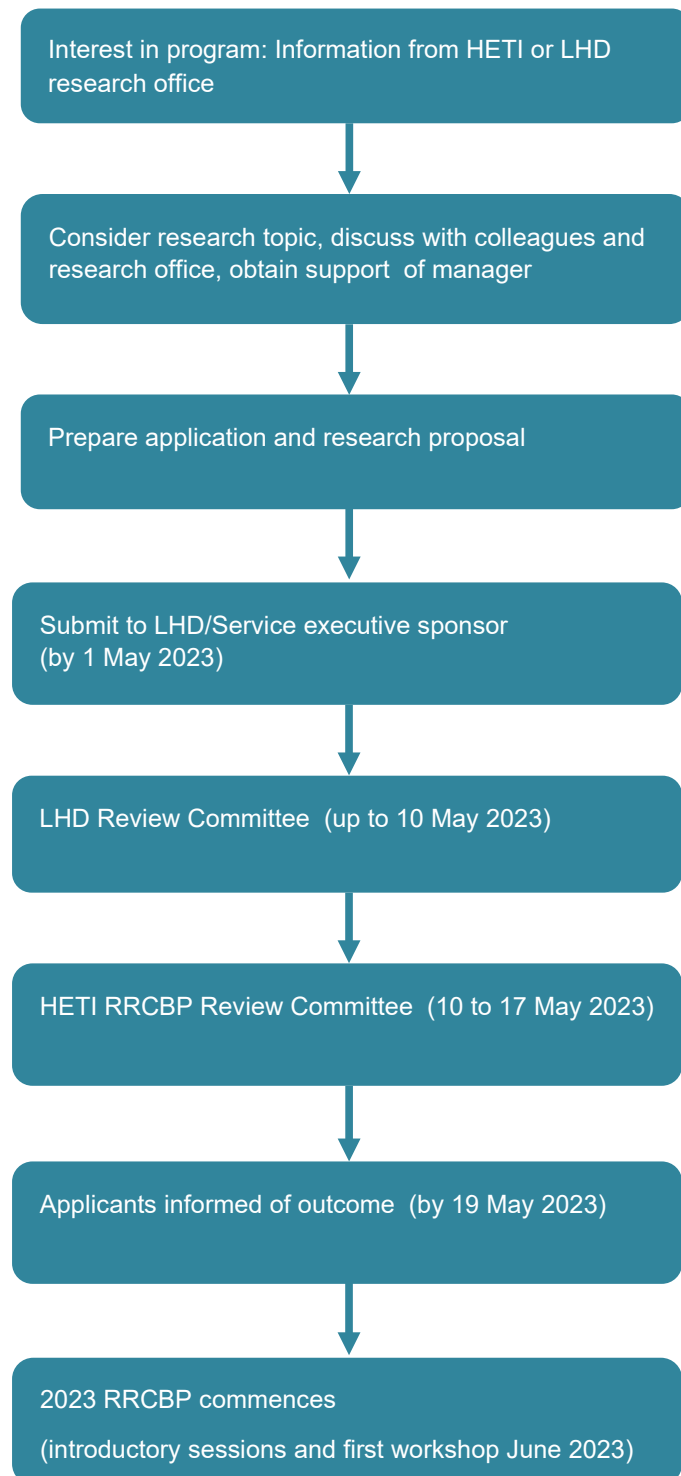 Interest in program: Information from HETI or LHD
research office
Consider research topic, discuss with colleagues and
research office, obtain support of manager
Prepare application and research proposal
Submit to LHD/Service executive sponsor
(by 1 May 2023)
LHD Review Committee (up to 10 May 2023)
HETI RRCBP Review Committee (10 to 17 May 2023)
Applicants informed of outcome (by 19 May 2023)
2023 RRCBP commences
(introductory sessions and first workshop June 2023)